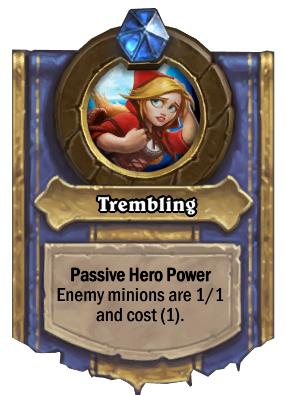 Trembling
Passive Hero Power
Enemy minions are 1/1
and cost (1).